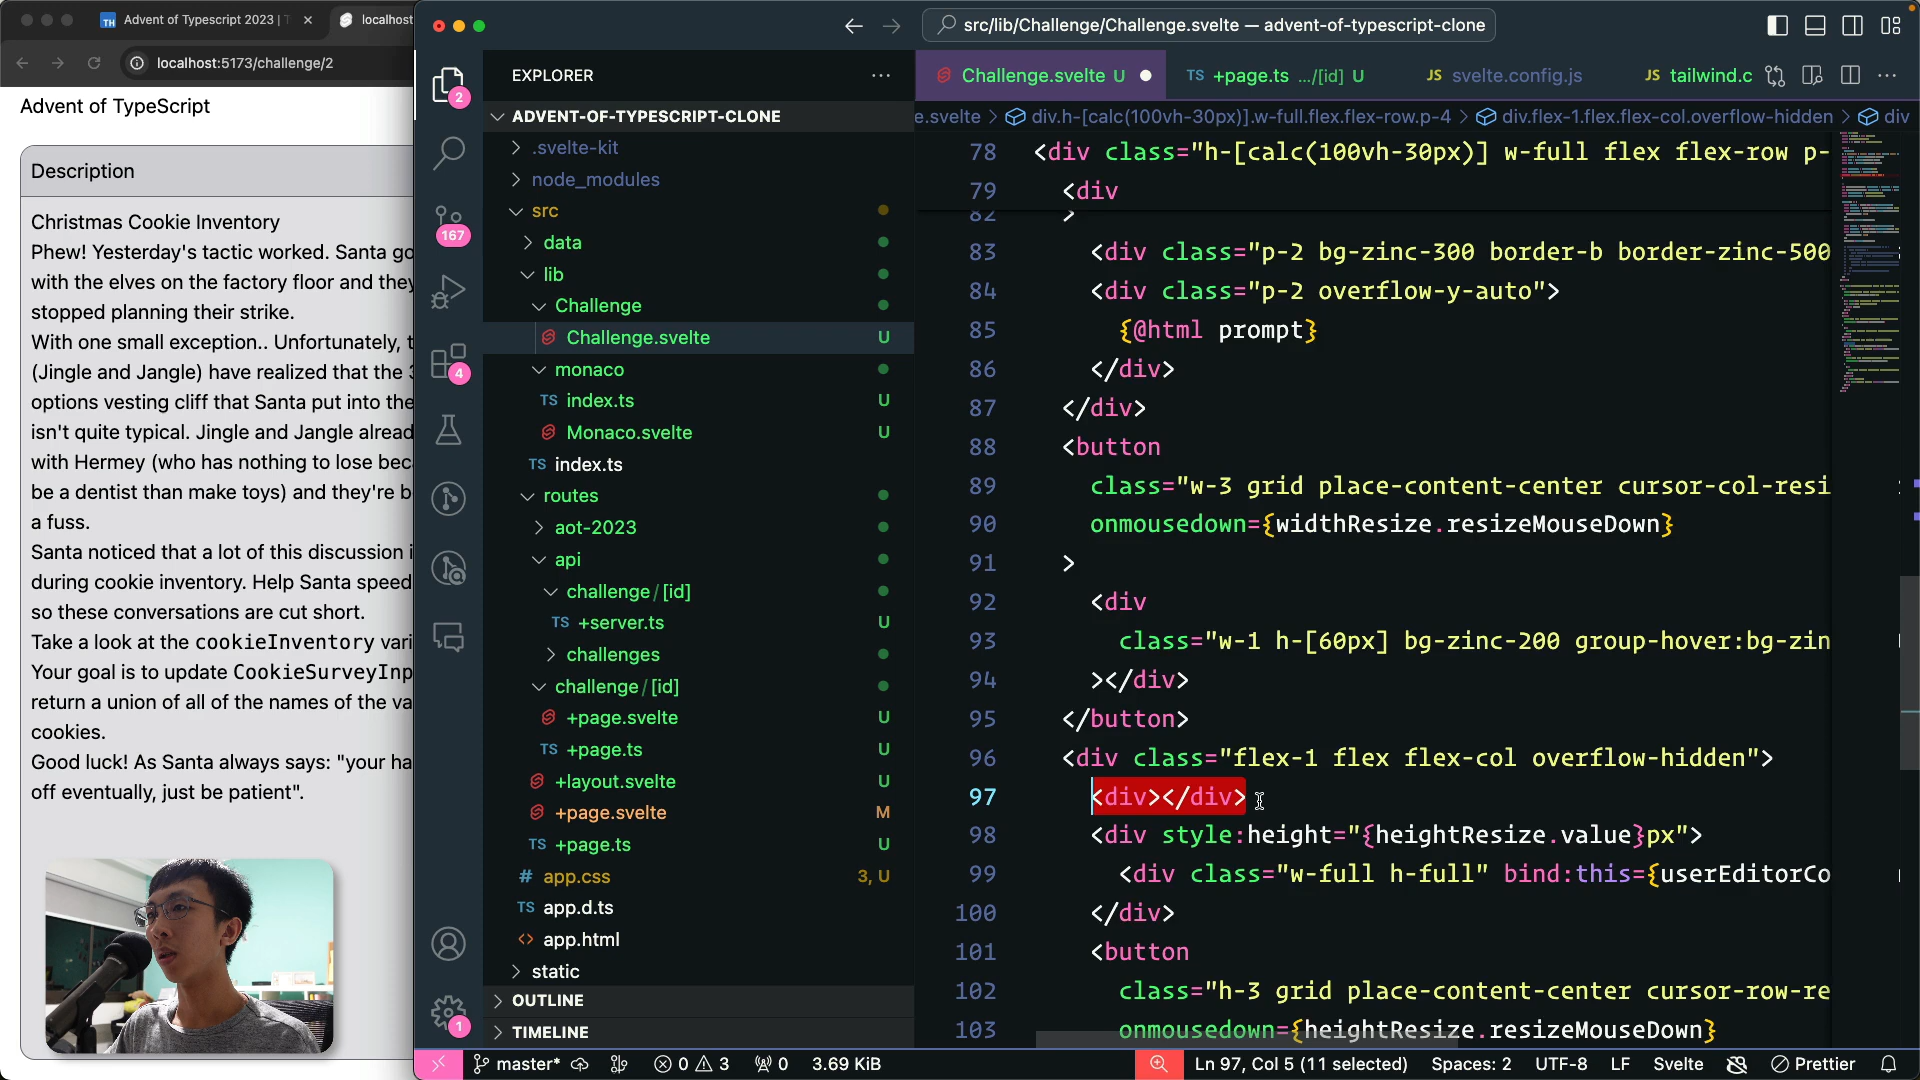 Advent of Typescript 2023 | T
localhost
localhost:5173/challenge/2
Advent of TypeScript
Description
Christmas Cookie Inventory
Phew! Yesterday's tactic worked. Santa go
with the elves on the factory floor and they
stopped planning their strike.
With one small exception.. Unfortunately, t
(Jingle and Jangle) have realized that the 3
options vesting cliff that Santa put into the
isn't quite typical. Jingle and Jangle alread
with Hermey (who has nothing to lose bec
be a dentist than make toys) and they're b
a fuss.
Santa noticed that a lot of this discussion i
during cookie inventory. Help Santa speed
so these conversations are cut short.
Take a look at the cookieInventory vari
Your goal is to update CookieSurveyInp
return a union of all of the names of the va
cookies.
Good luck! As Santa always says: "your ha
off eventually, just be patient".
src/lib/Challenge/Challenge.svelte — advent-of-typescript-clone
2
167
4
1
EXPLORER
ADVENT-OF-TYPESCRIPT-CLONE
.svelte-kit
node_modules
src
data
lib
Challenge
Challenge.svelte U
monaco
TS index.ts U
Monaco.svelte U
TS index.ts
routes
aot-2023
api
challenge/[id]
TS +server.ts U
challenges
challenge/[id]
+page.svelte U
TS +page.ts U
+layout.svelte U
+page.svelte M
TS +page.ts U
# app.css 3, U
TS app.d.ts
<> app.html
static
OUTLINE
TIMELINE
Challenge.svelte U
TS +page.ts .../[id] U
JS svelte.config.js
JS tailwind.c
e.svelte > div.h-[calc(100vh-30px)].w-full.flex.flex-row.p-4 > div.flex-1.flex.flex-col.overflow-hidden > div
78 <div class="h-[calc(100vh-30px)] w-full flex flex-row p-
79 <div
82 >
83 <div class="p-2 bg-zinc-300 border-b border-zinc-500
84 <div class="p-2 overflow-y-auto">
85 {@html prompt}
86 </div>
87 </div>
88 <button
89 class="w-3 grid place-content-center cursor-col-resi
90 onmousedown={widthResize.resizeMouseDown}
91 >
92 <div
93 class="w-1 h-[60px] bg-zinc-200 group-hover:bg-zin
94 ></div>
95 </button>
96 <div class="flex-1 flex flex-col overflow-hidden">
97 <div></div>
98 <div style:height="{heightResize.value}px">
99 <div class="w-full h-full" bind:this={userEditorCo
100 </div>
101 <button
102 class="h-3 grid place-content-center cursor-row-re
103 onmousedown={heightResize.resizeMouseDown}
master* 0 3 0 3.69 KiB Ln 97, Col 5 (11 selected) Spaces: 2 UTF-8 LF Svelte Prettier